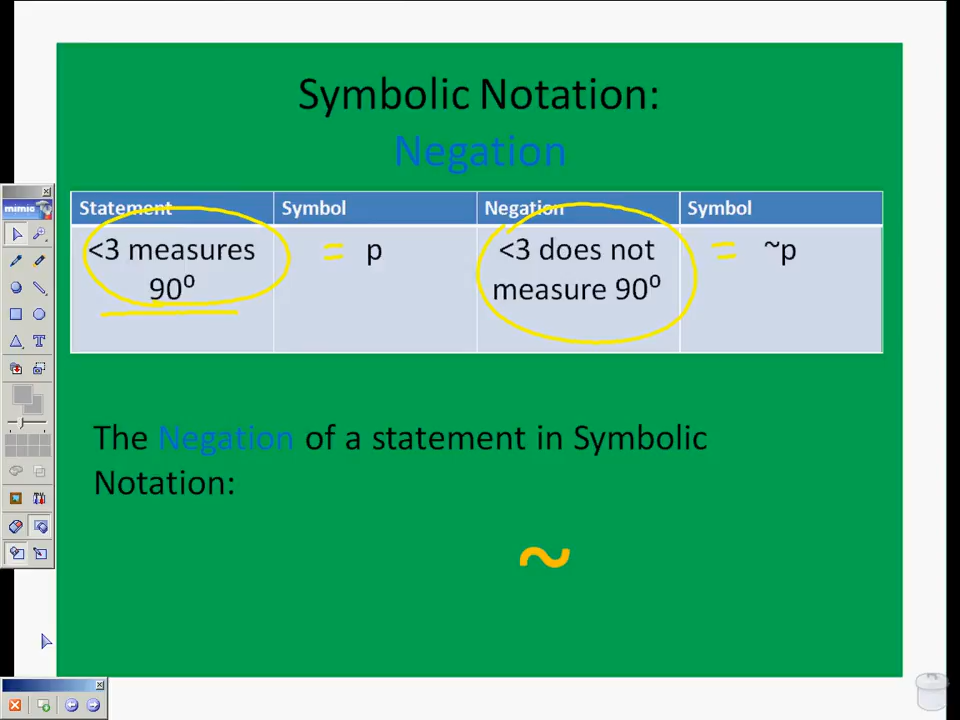 Symbolic Notation:
Negation
Statement Symbol Negation Symbol
<3 measures = p <3 does not = ~p
90⁰ measure 90⁰
The Negation of a statement in Symbolic
Notation:
~
mimio
T